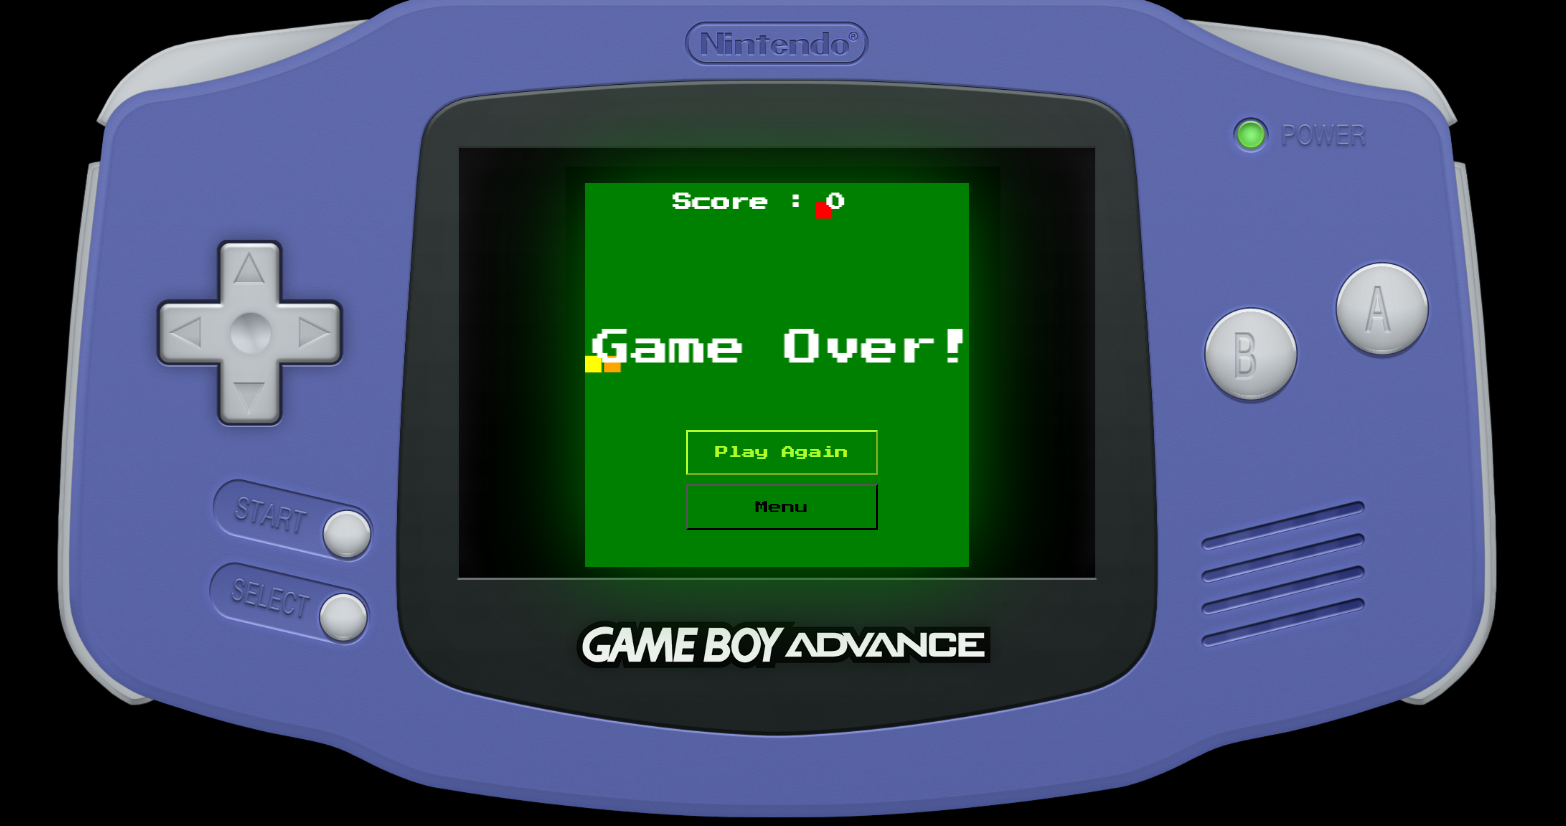 Nintendo®
POWER
Score : 0
Game Over!
A
B
Play Again
Menu
START
SELECT
GAME BOY ADVANCE